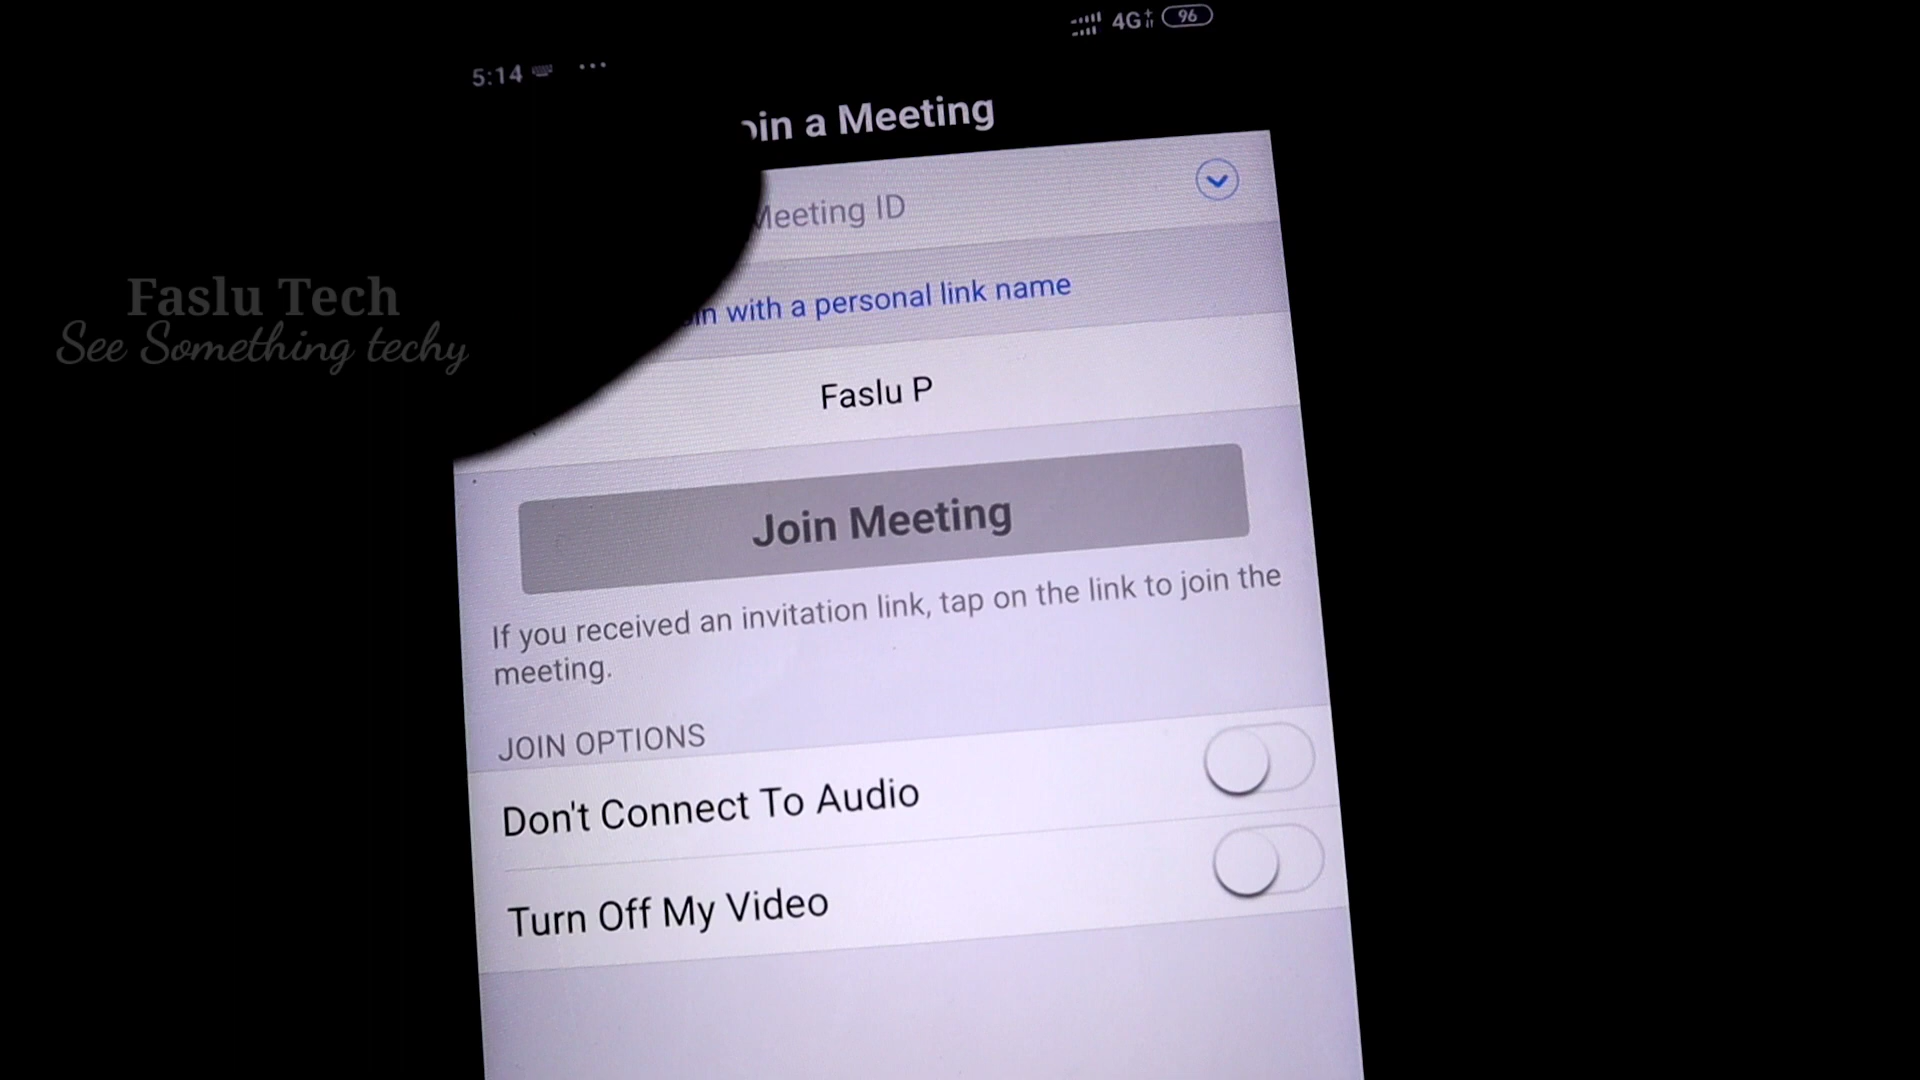 5:14 ...
4G+ 96
in a Meeting
Meeting ID
in with a personal link name
Faslu P
Join Meeting
If you received an invitation link, tap on the link to join the
meeting.
JOIN OPTIONS
Don't Connect To Audio
Turn Off My Video
Faslu Tech
See Something techy